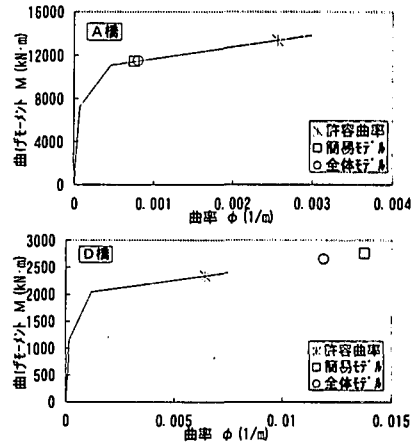 A橋
曲げモーメント M (kN・m)
16000
12000
8000
4000
0
0
0.001
0.002
0.003
0.004
曲率 φ (1/m)
許容曲率
簡易モデル
全体モデル
D橋
曲げモーメント M (kN・m)
3000
2500
2000
1500
1000
500
0
0
0.005
0.01
0.015
曲率 φ (1/m)
許容曲率
簡易モデル
全体モデル